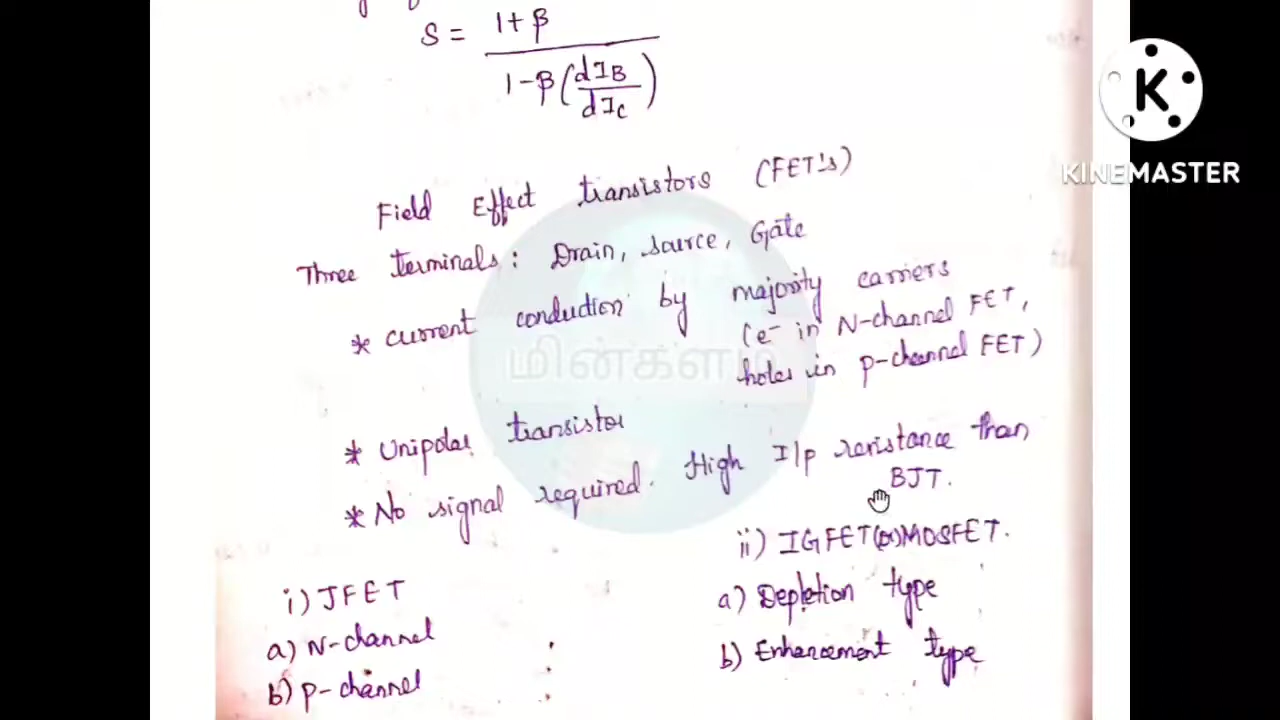 S = 1+β / 1-β(dIB/dIC)
Field Effect transistors (FET's)
Three terminals: Drain, source, Gate
* current conduction by majority carriers
(e⁻ in N-channel FET,
holes in p-channel FET)
* Unipolar transistor
* No signal required. High I/p resistance than
BJT.
i) JFET
a) N-channel
b) p-channel
ii) IGFET(or)MOSFET.
a) Depletion type
b) Enhancement type
மின்களம்
K
KINEMASTER